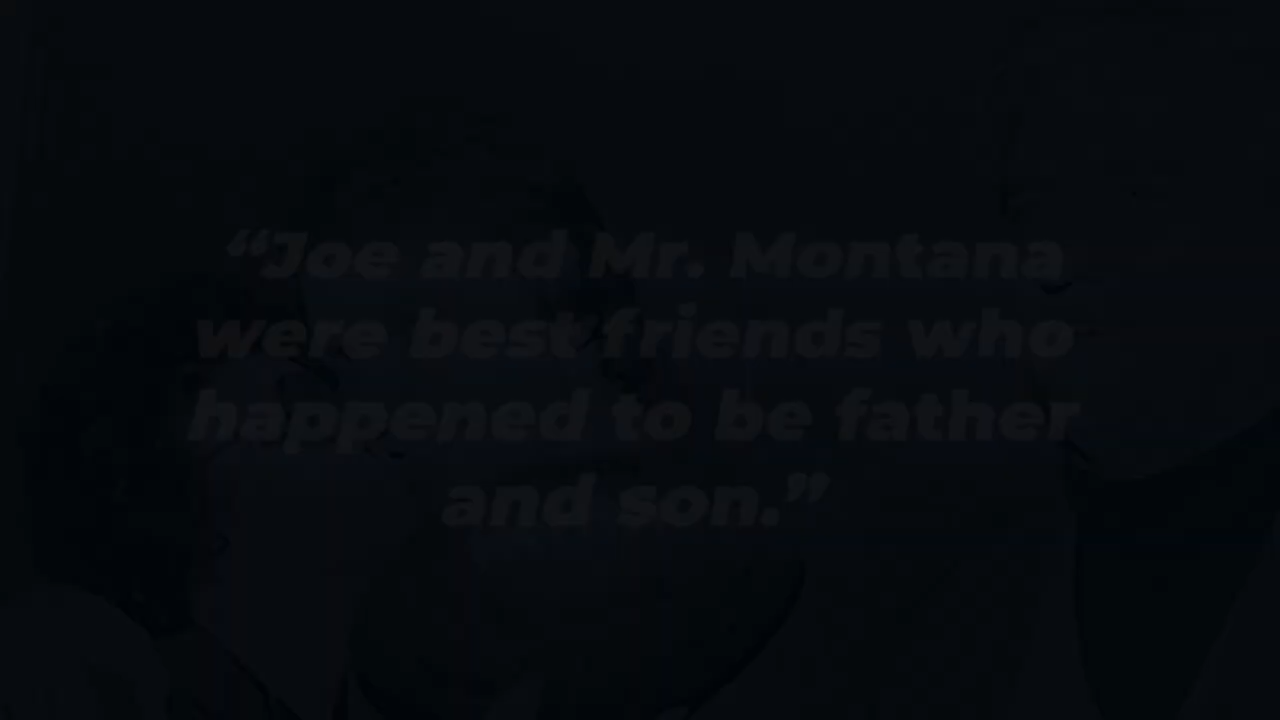 “Joe and Mr. Montana
were best friends who
happened to be father
and son.”